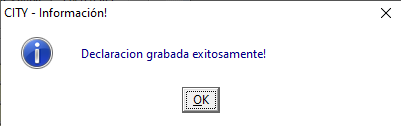 CITY - Información!
Declaracion grabada exitosamente!
OK